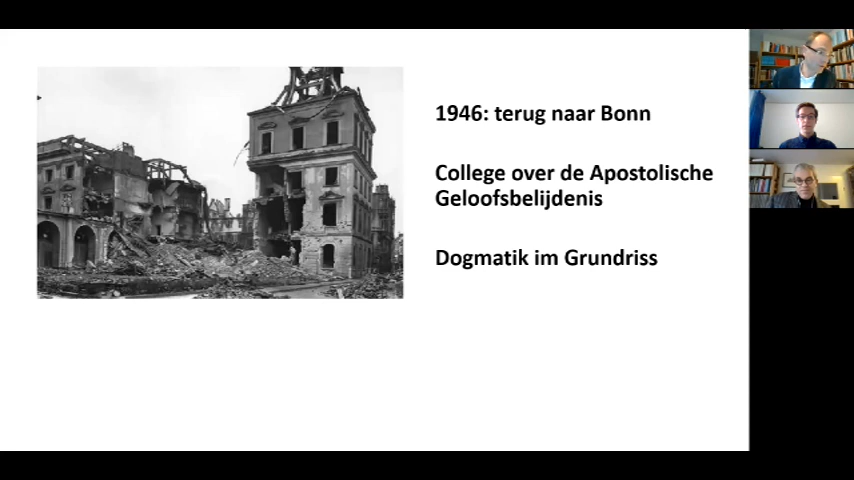 1946: terug naar Bonn
College over de Apostolische
Geloofsbelijdenis
Dogmatik im Grundriss